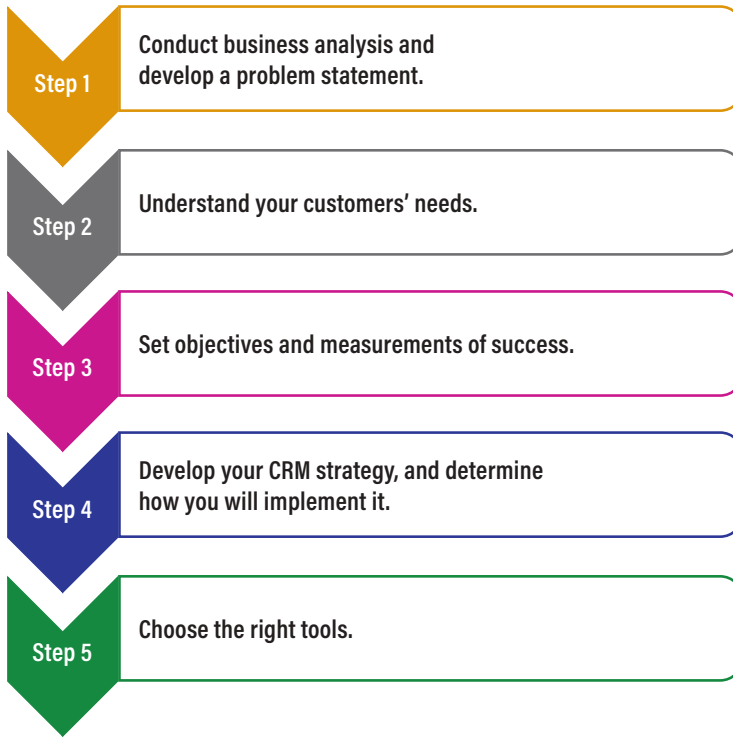 Step 1
Conduct business analysis and
develop a problem statement.
Step 2
Understand your customers’ needs.
Step 3
Set objectives and measurements of success.
Step 4
Develop your CRM strategy, and determine
how you will implement it.
Step 5
Choose the right tools.